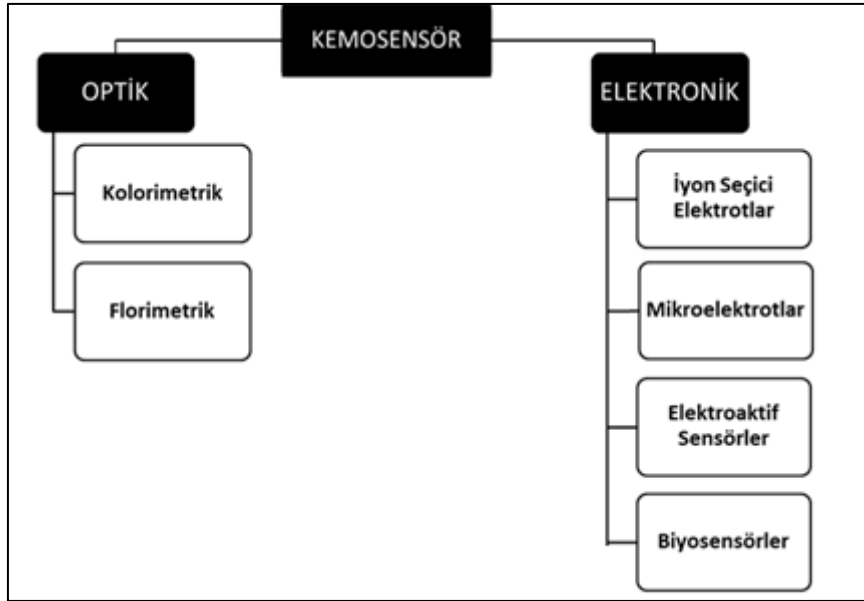 KEMOSENSÖR
OPTİK
Kolorimetrik
Florimetrik
ELEKTRONİK
İyon Seçici
Elektrotlar
Mikroelektrotlar
Elektroaktif
Sensörler
Biyosensörler